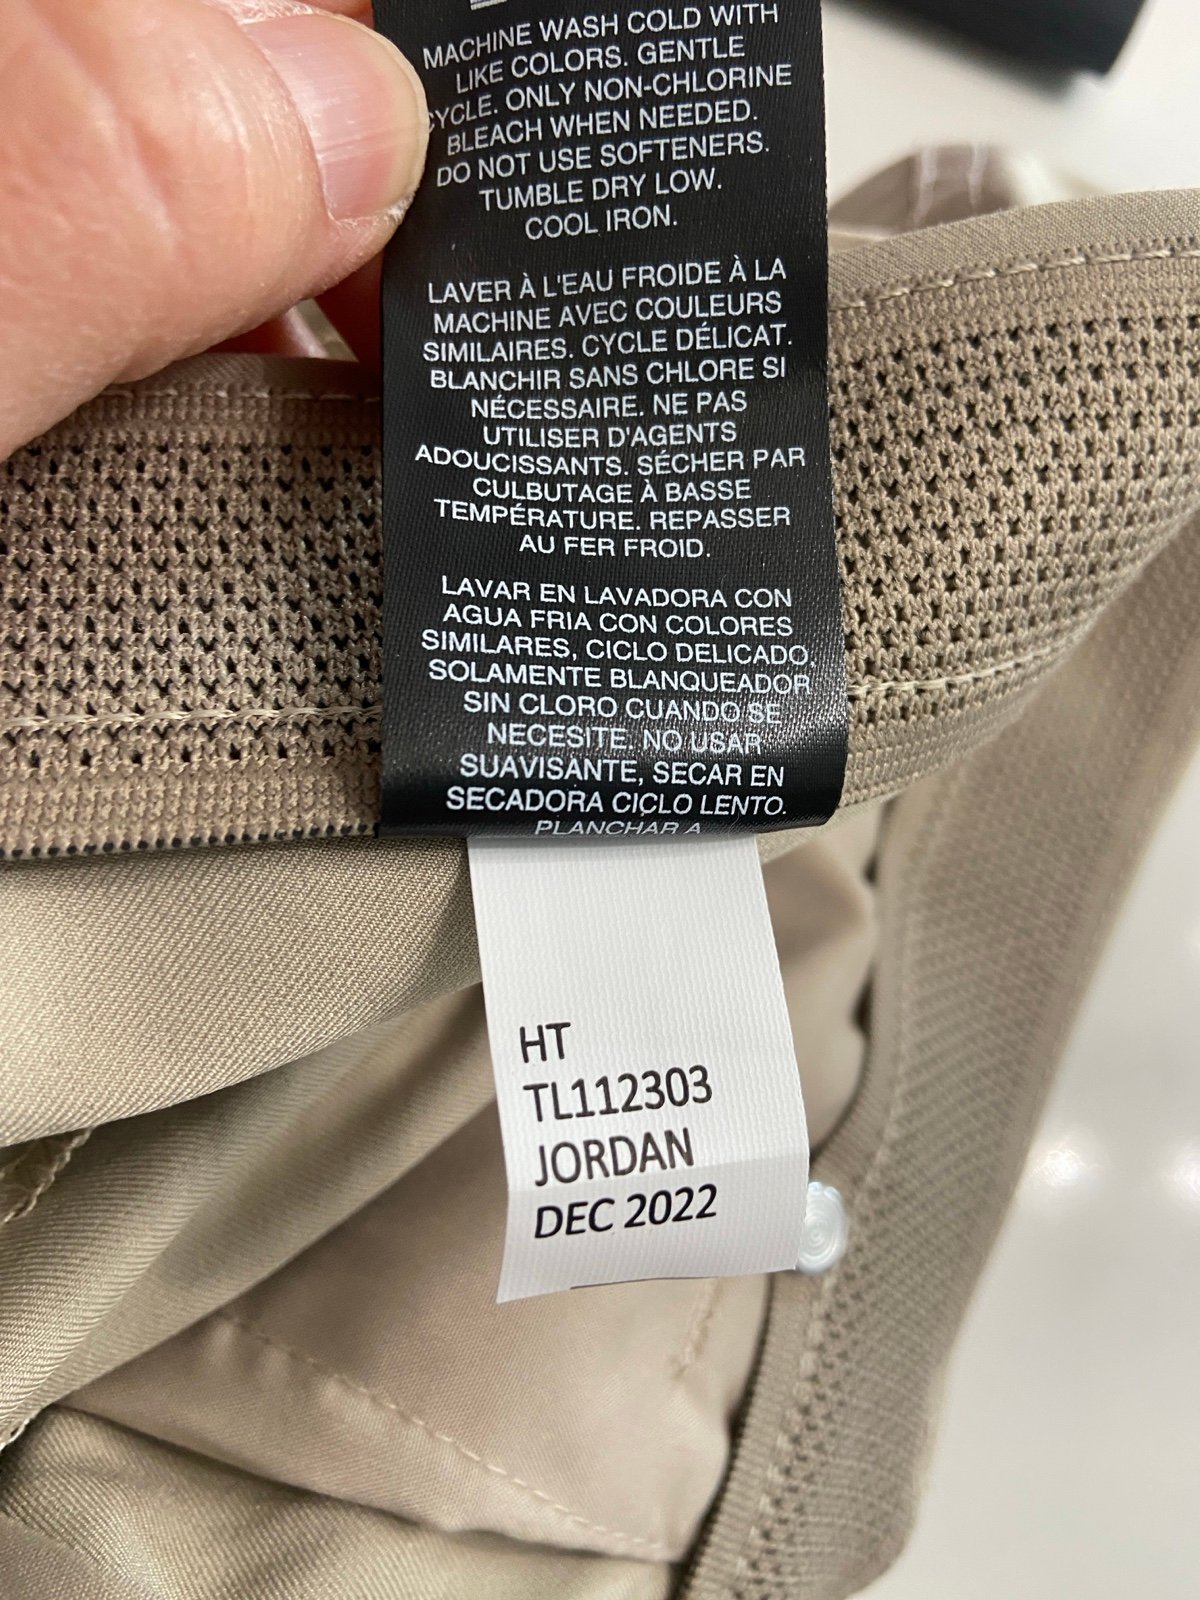 MACHINE WASH COLD WITH
LIKE COLORS. GENTLE
CYCLE. ONLY NON-CHLORINE
BLEACH WHEN NEEDED.
DO NOT USE SOFTENERS.
TUMBLE DRY LOW.
COOL IRON.
LAVER À L'EAU FROIDE À LA
MACHINE AVEC COULEURS
SIMILAIRES. CYCLE DÉLICAT.
BLANCHIR SANS CHLORE SI
NÉCESSAIRE. NE PAS
UTILISER D'AGENTS
ADOUCISSANTS. SÉCHER PAR
CULBUTAGE À BASSE
TEMPÉRATURE. REPASSER
AU FER FROID.
LAVAR EN LAVADORA CON
AGUA FRIA CON COLORES
SIMILARES, CICLO DELICADO.
SOLAMENTE BLANQUEADOR
SIN CLORO CUANDO SE
NECESITE. NO USAR
SUAVISANTE, SECAR EN
SECADORA CICLO LENTO.
PLANCHAR A
HT
TL112303
JORDAN
DEC 2022